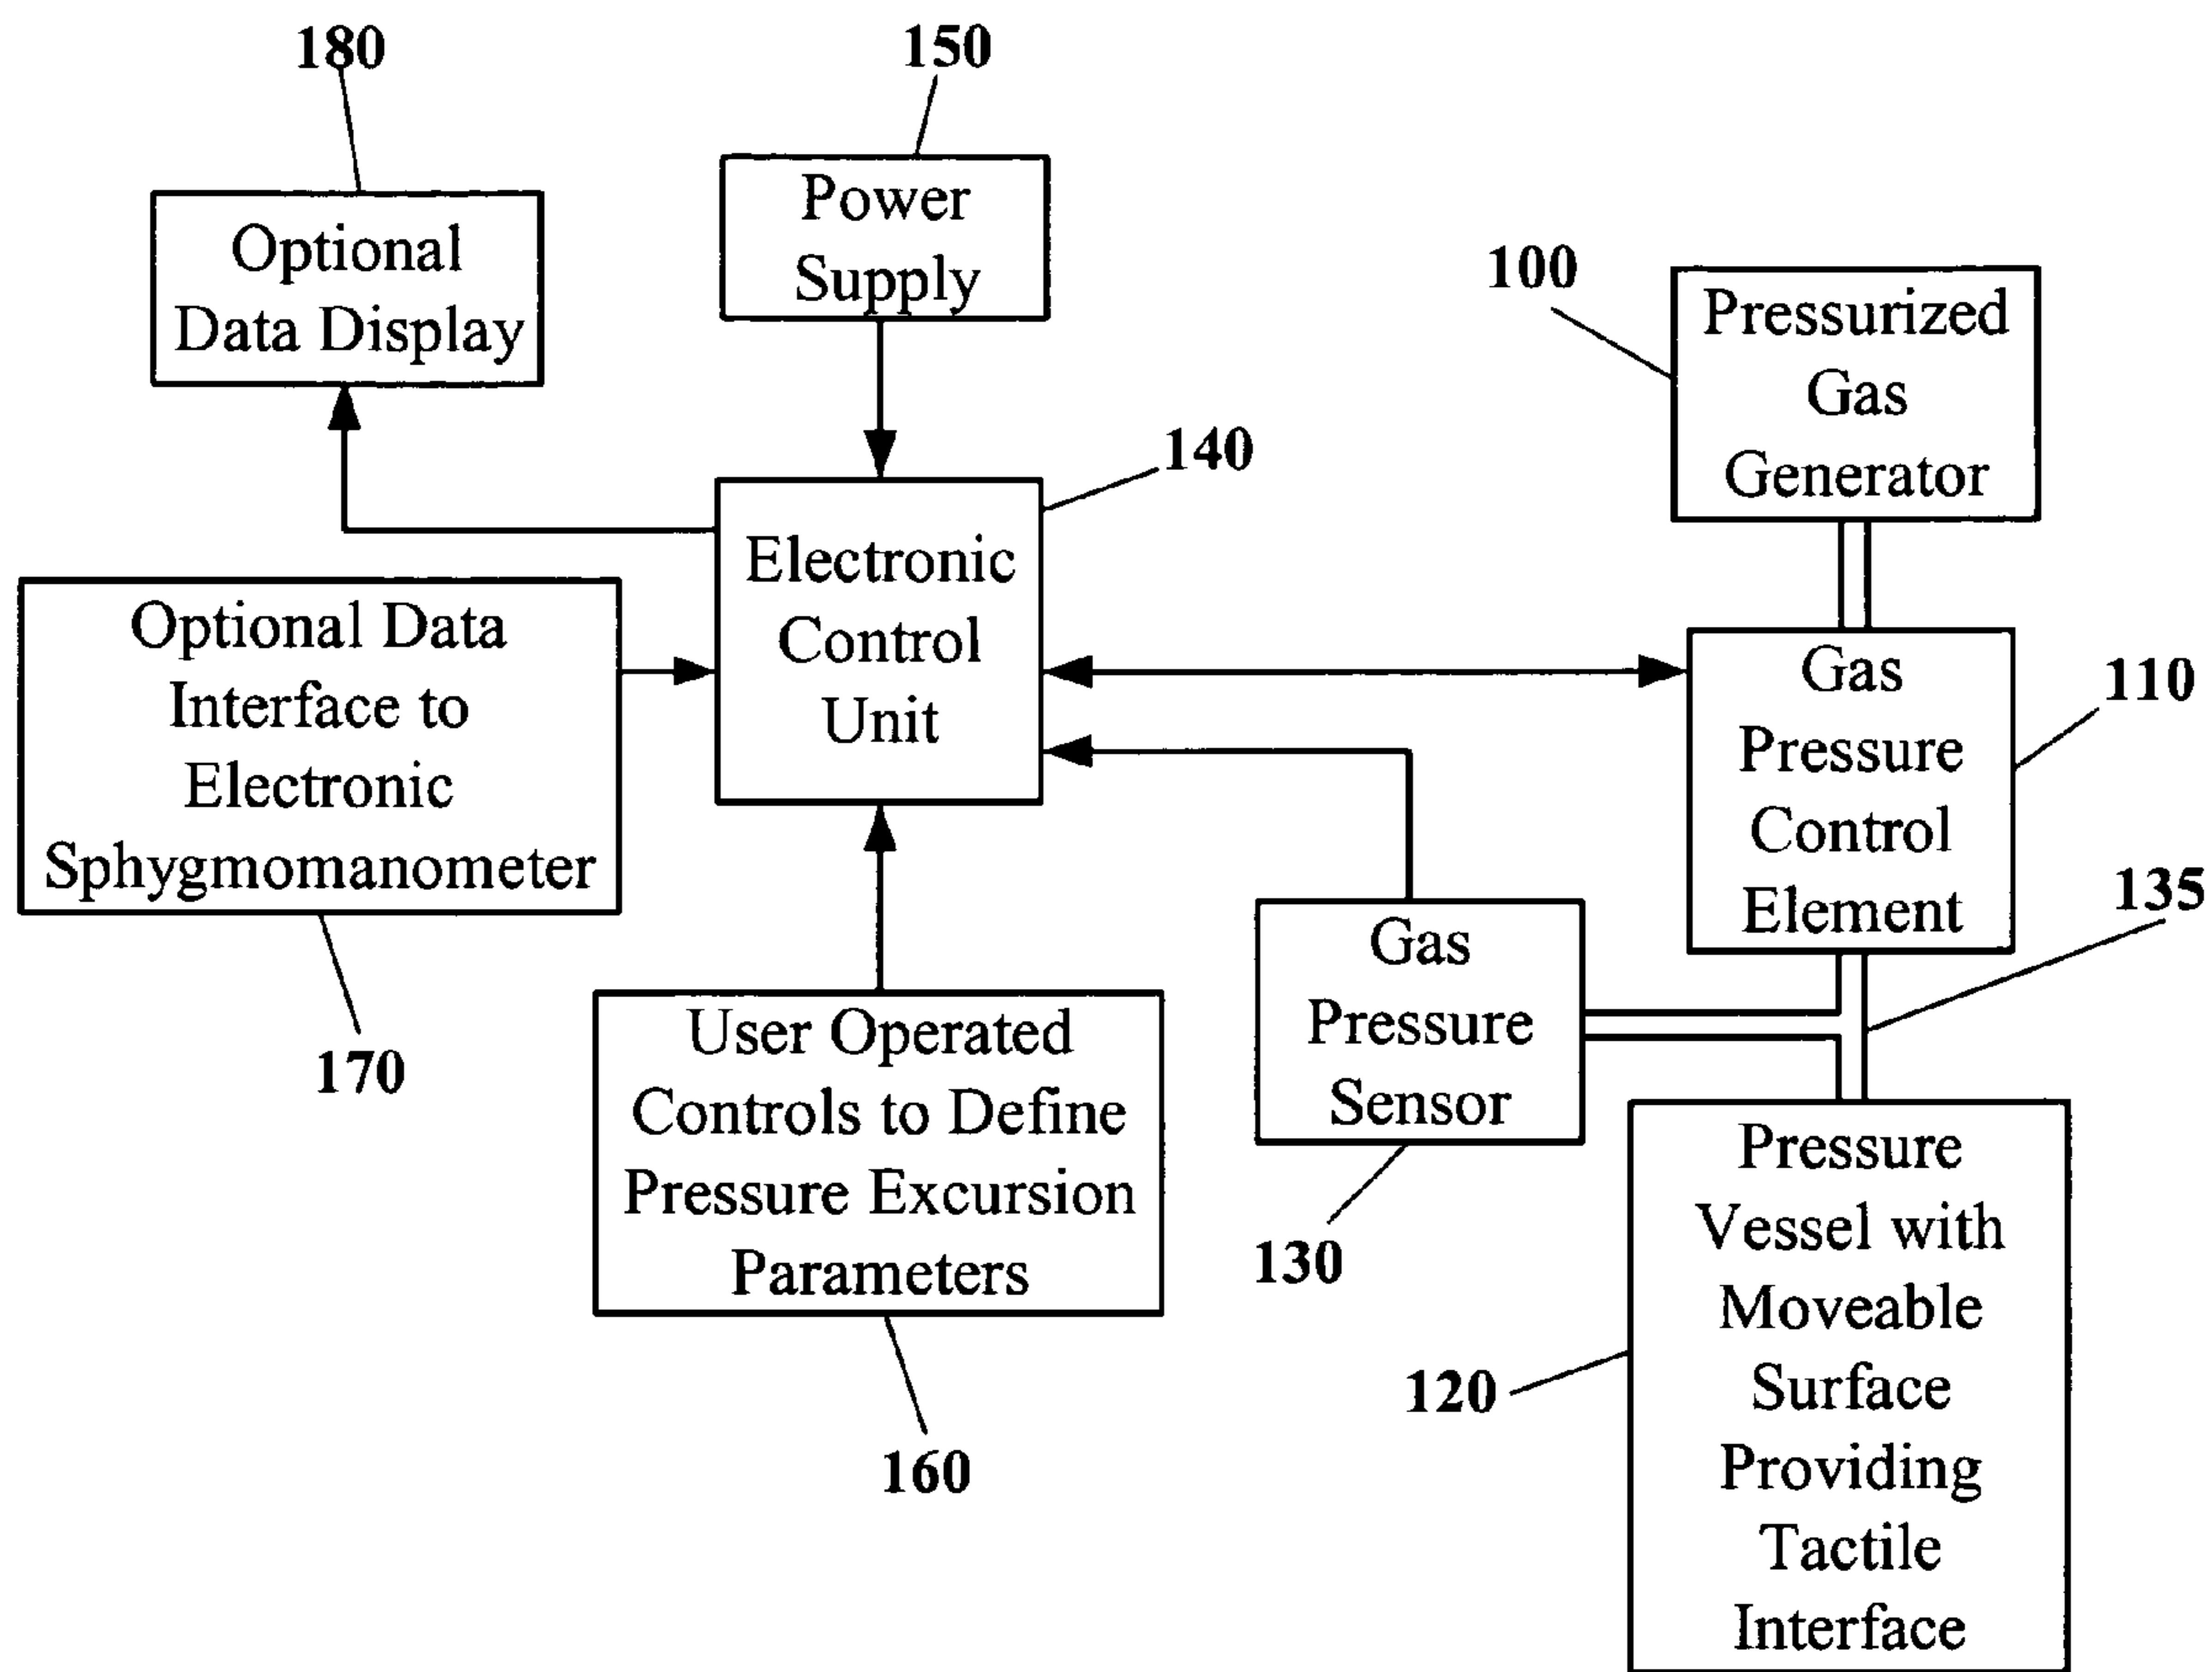 180
150
Optional
Data Display
Power
Supply
100
Pressurized
Gas
Generator
140
Electronic
Control
Unit
Optional Data
Interface to
Electronic
Sphygmomanometer
170
Gas
Pressure
Control
Element
110
135
Gas
Pressure
Sensor
130
User Operated
Controls to Define
Pressure Excursion
Parameters
160
Pressure
Vessel with
Moveable
Surface
Providing
Tactile
Interface
120